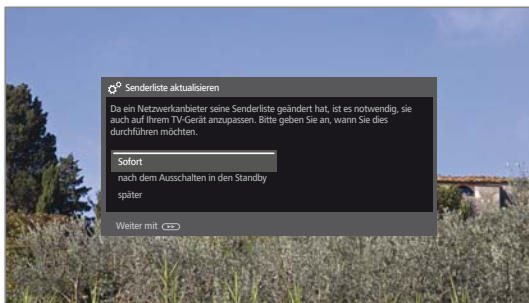 Senderliste aktualisieren
Da ein Netzwerkanbieter seine Senderliste geändert hat, ist es notwendig, sie
auch auf Ihrem TV-Gerät anzupassen. Bitte geben Sie an, wann Sie dies
durchführen möchten.
Sofort
nach dem Ausschalten in den Standby
später
Weiter mit